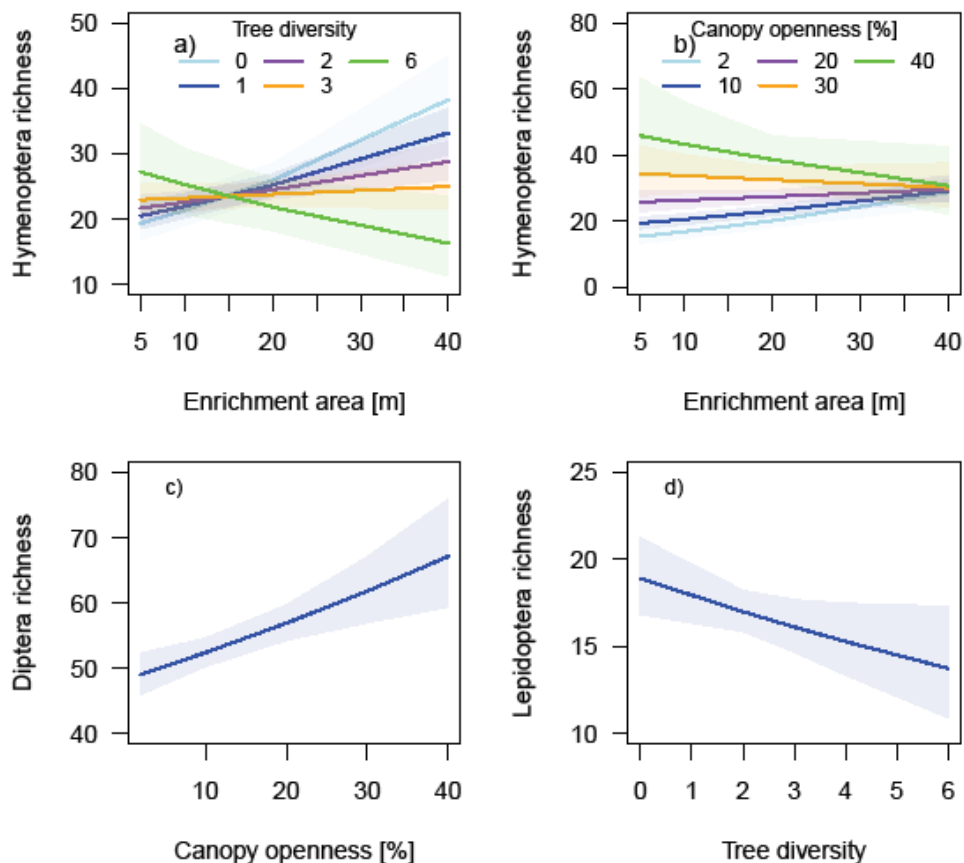 a) Tree diversity
0 2 6
1 3
50
40
30
20
10
Hymenoptera richness
5 10 20 30 40
Enrichment area [m]
b) Canopy openness [%]
2 20 40
10 30
80
60
40
20
0
Hymenoptera richness
5 10 20 30 40
Enrichment area [m]
c)
80
70
60
50
40
Diptera richness
10 20 30 40
Canopy openness [%]
d)
25
20
15
10
Lepidoptera richness
0 1 2 3 4 5 6
Tree diversity